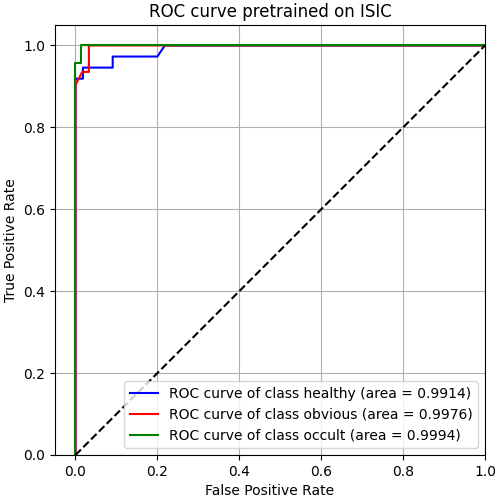 ROC curve pretrained on ISIC
True Positive Rate
1.0
0.8
0.6
0.4
0.2
0.0
ROC curve of class healthy (area = 0.9914)
ROC curve of class obvious (area = 0.9976)
ROC curve of class occult (area = 0.9994)
0.0 0.2 0.4 0.6 0.8 1.0
False Positive Rate